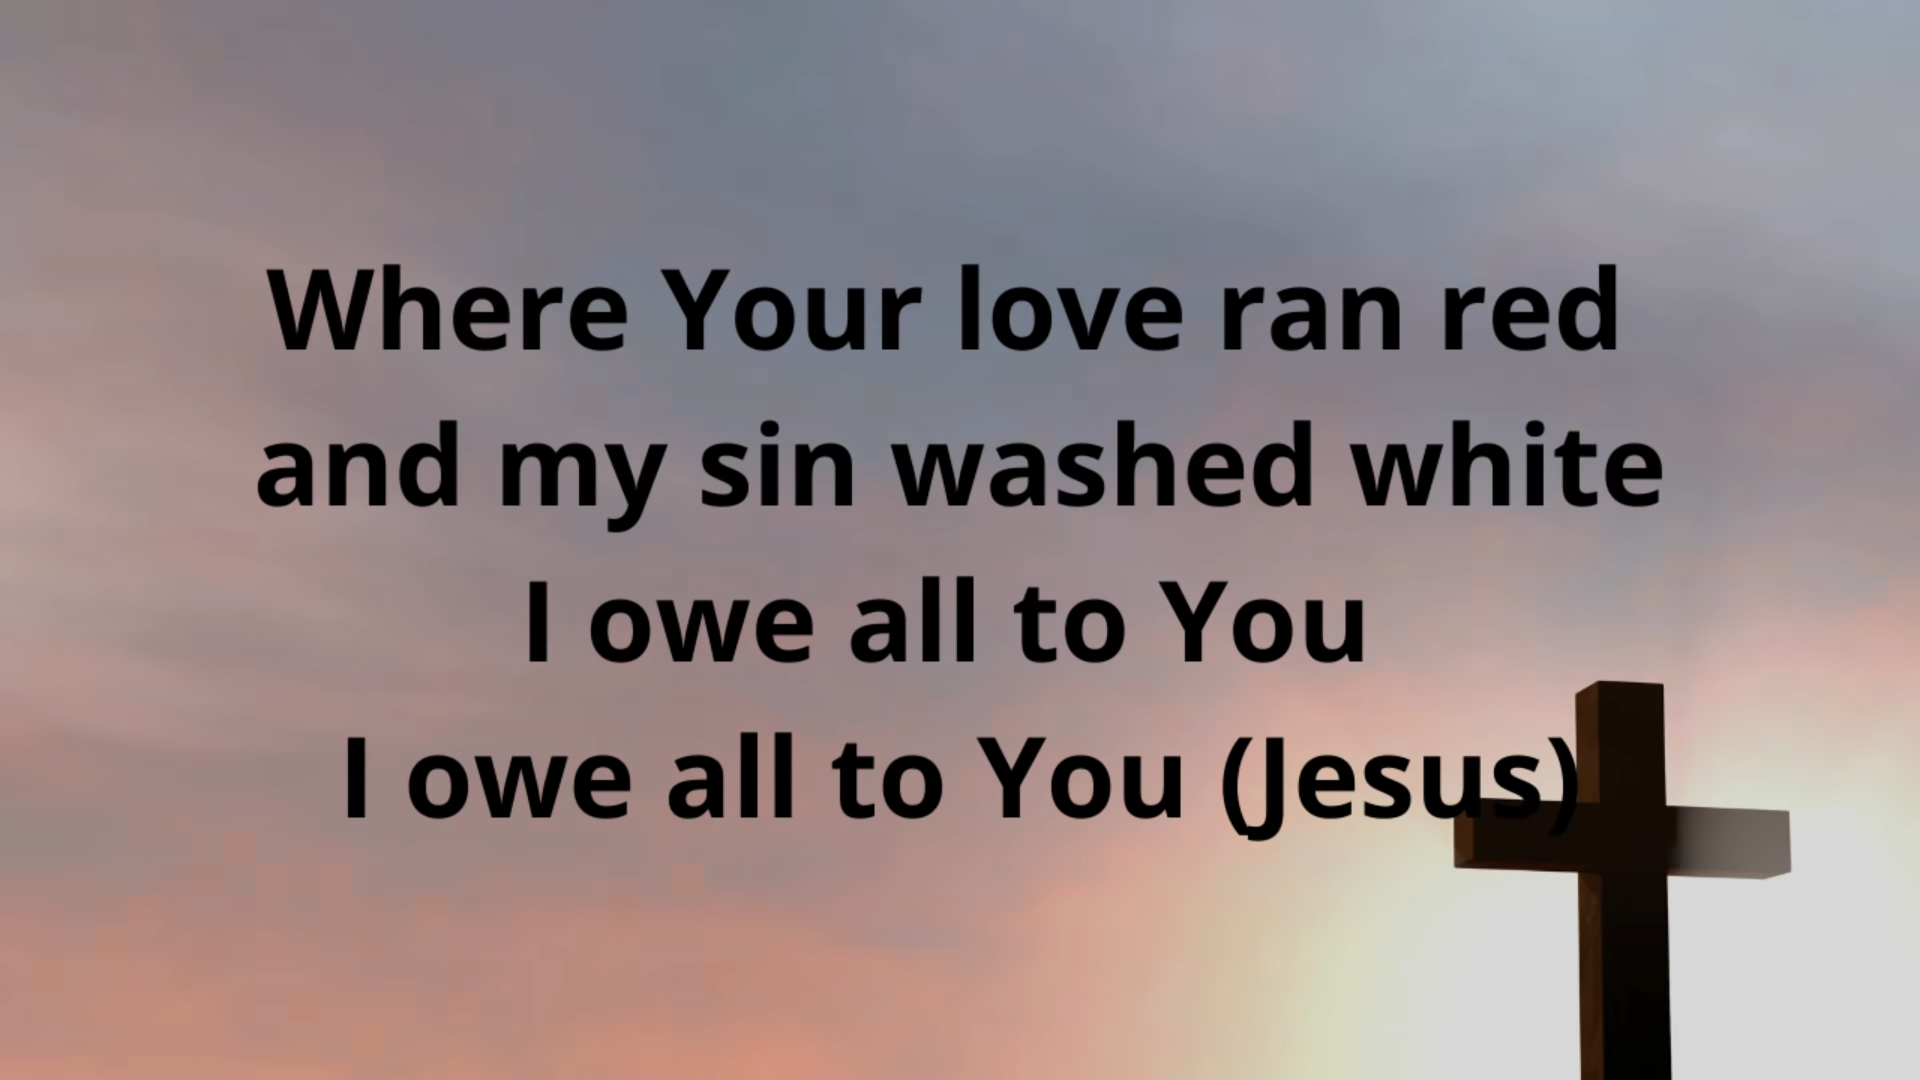 Where Your love ran red
and my sin washed white
I owe all to You
I owe all to You (Jesus)